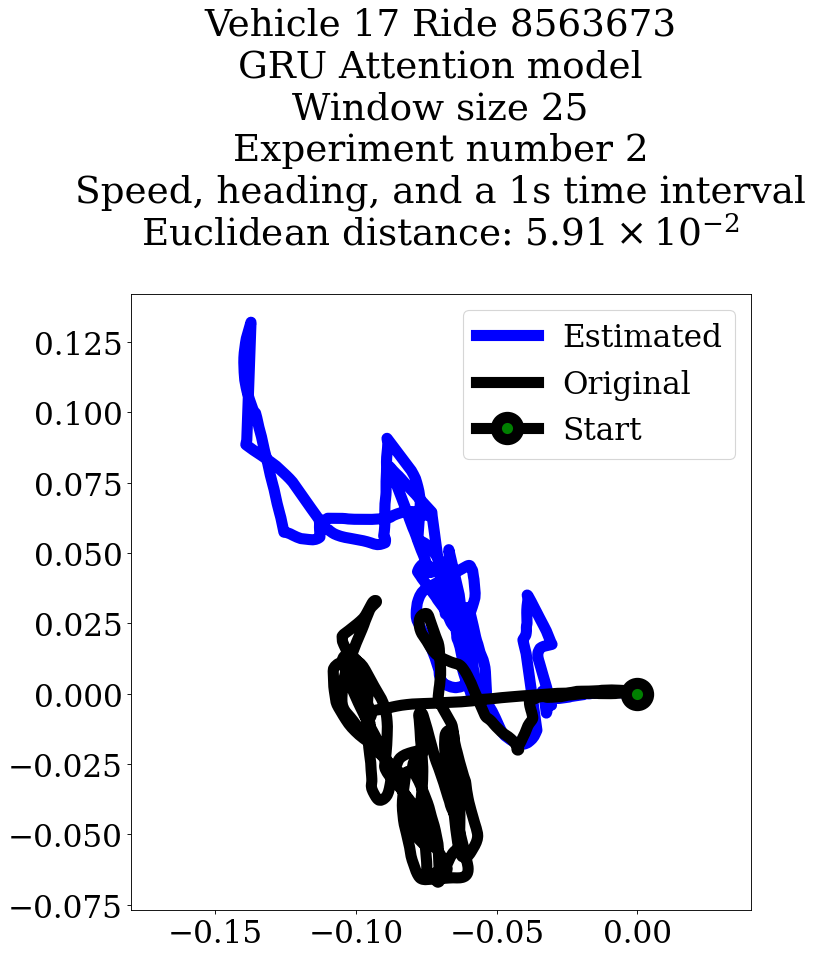 Vehicle 17 Ride 8563673
GRU Attention model
Window size 25
Experiment number 2
Speed, heading, and a 1s time interval
Euclidean distance: 5.91 × 10⁻²
Estimated
Original
Start
0.125
0.100
0.075
0.050
0.025
0.000
−0.025
−0.050
−0.075
−0.15 −0.10 −0.05 0.00